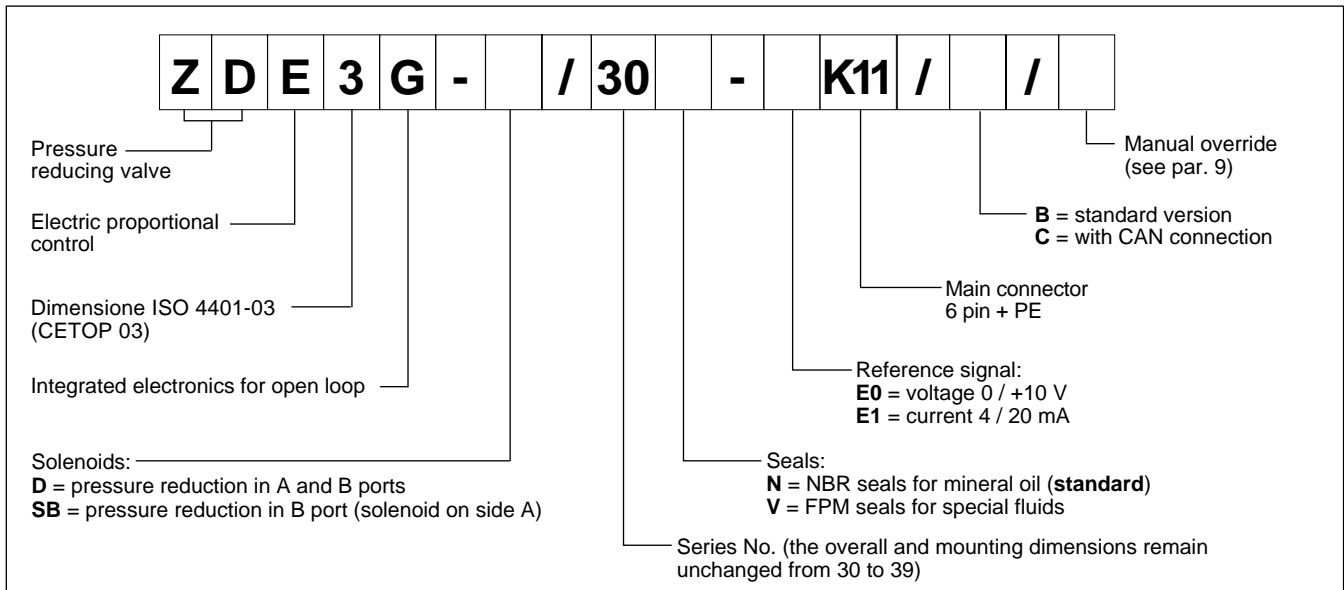 Z D E 3 G - / 30 - K11 / /
Pressure
reducing valve
Manual override
(see par. 9)
Electric proportional
control
B = standard version
C = with CAN connection
Dimensione ISO 4401-03
(CETOP 03)
Main connector
6 pin + PE
Integrated electronics for open loop
Reference signal:
E0 = voltage 0 / +10 V
E1 = current 4 / 20 mA
Solenoids:
D = pressure reduction in A and B ports
SB = pressure reduction in B port (solenoid on side A)
Seals:
N = NBR seals for mineral oil (standard)
V = FPM seals for special fluids
Series No. (the overall and mounting dimensions remain
unchanged from 30 to 39)